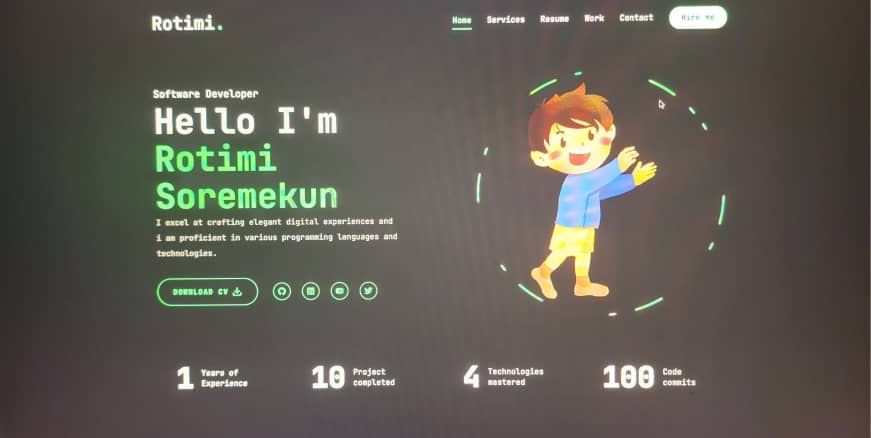 Rotimi.
Home Services Resume Work Contact Hire me
Software Developer
Hello I'm
Rotimi
Soremekun
I excel at crafting elegant digital experiences and
i am proficient in various programming languages and
technologies.
DOWNLOAD CV
1 Years of
Experience
10 Project
completed
4 Technologies
mastered
100 Code
commits